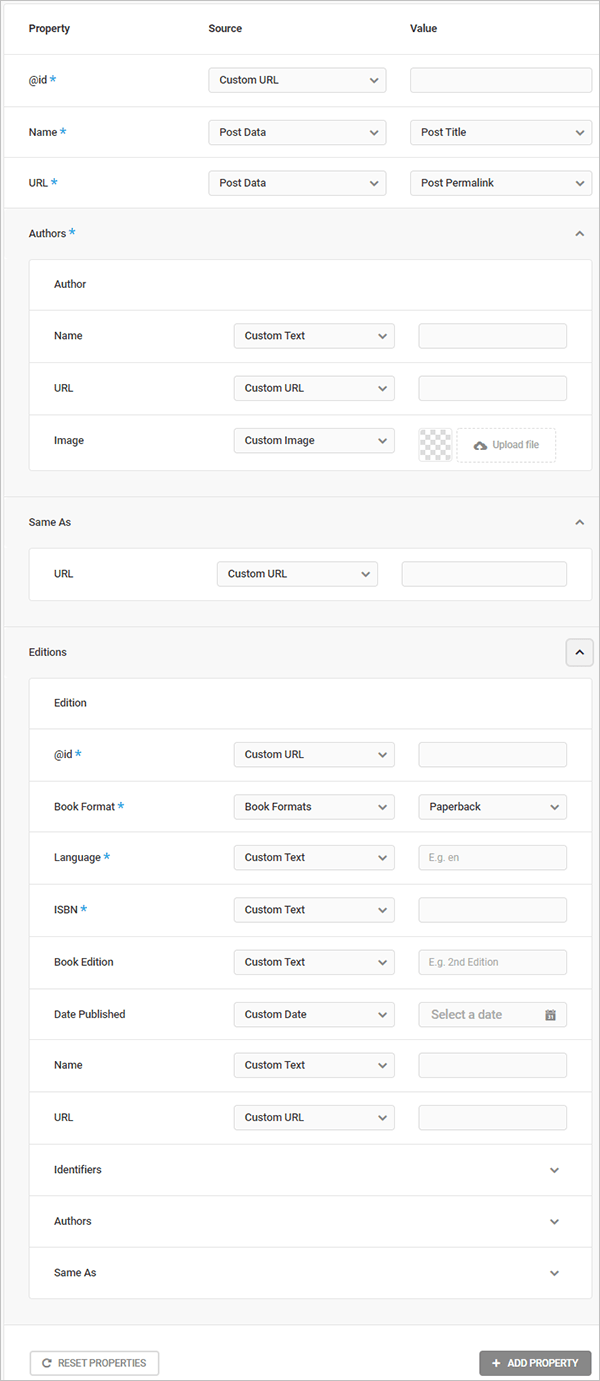 Property Source Value
@id * Custom URL
Name * Post Data Post Title
URL * Post Data Post Permalink
Authors *
Author
Name Custom Text
URL Custom URL
Image Custom Image Upload file
Same As
URL Custom URL
Editions
Edition
@id * Custom URL
Book Format * Book Formats Paperback
Language * Custom Text E.g. en
ISBN * Custom Text
Book Edition Custom Text E.g. 2nd Edition
Date Published Custom Date Select a date
Name Custom Text
URL Custom URL
Identifiers
Authors
Same As
RESET PROPERTIES + ADD PROPERTY